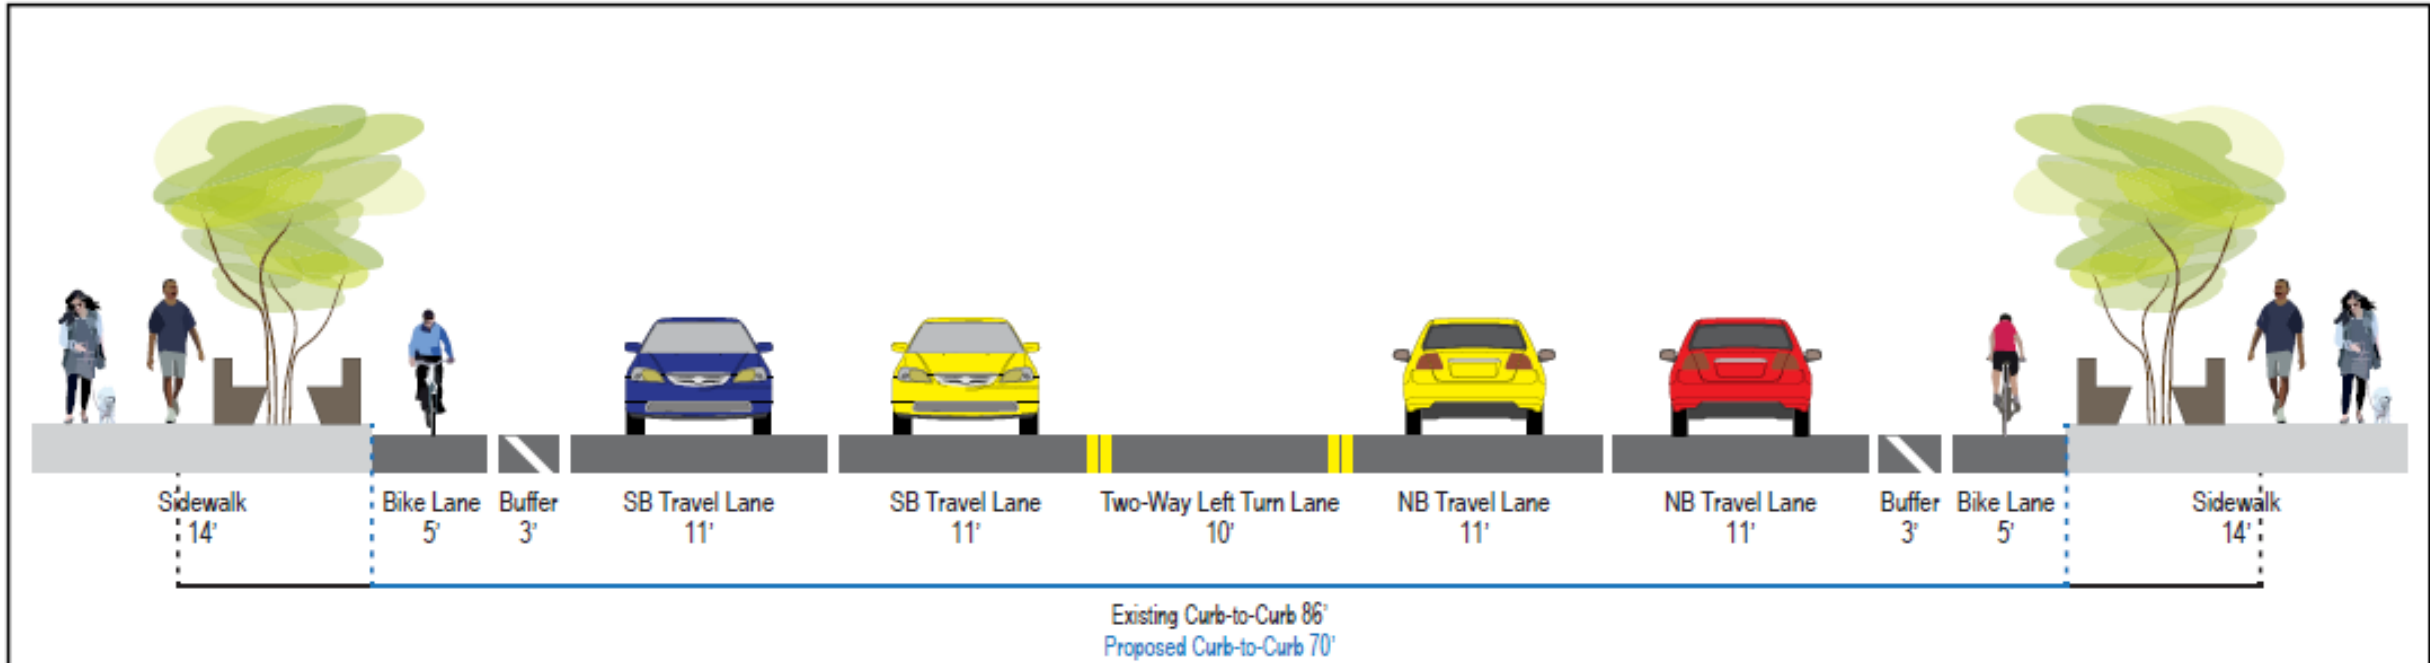 Sidewalk
14'
Bike Lane
5'
Buffer
3'
SB Travel Lane
11'
SB Travel Lane
11'
Two-Way Left Turn Lane
10'
NB Travel Lane
11'
NB Travel Lane
11'
Buffer
3'
Bike Lane
5'
Sidewalk
14'
Existing Curb-to-Curb 86'
Proposed Curb-to-Curb 70'